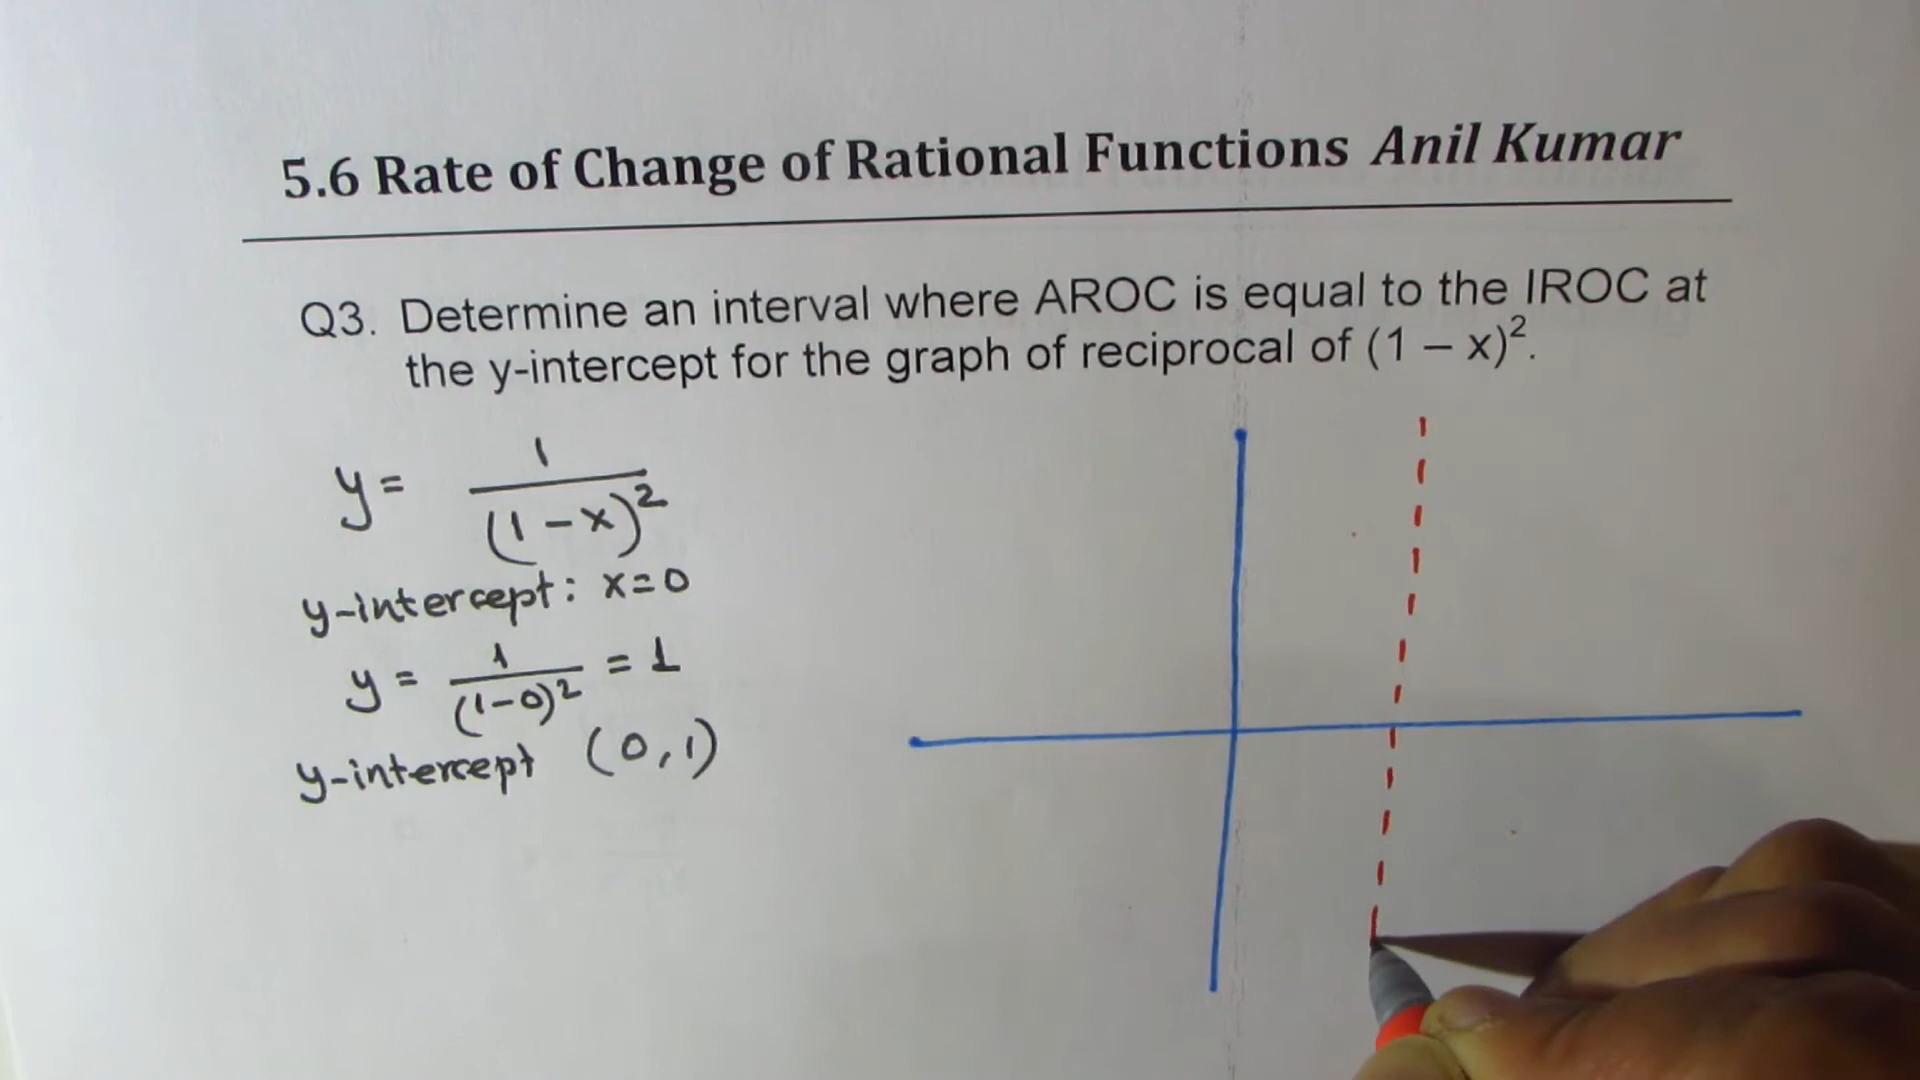 5.6 Rate of Change of Rational Functions Anil Kumar
Q3. Determine an interval where AROC is equal to the IROC at
the y-intercept for the graph of reciprocal of (1 – x)².
y = 1/(1-x)²
y-intercept: x=0
y = 1/(1-0)² = 1
y-intercept (0,1)